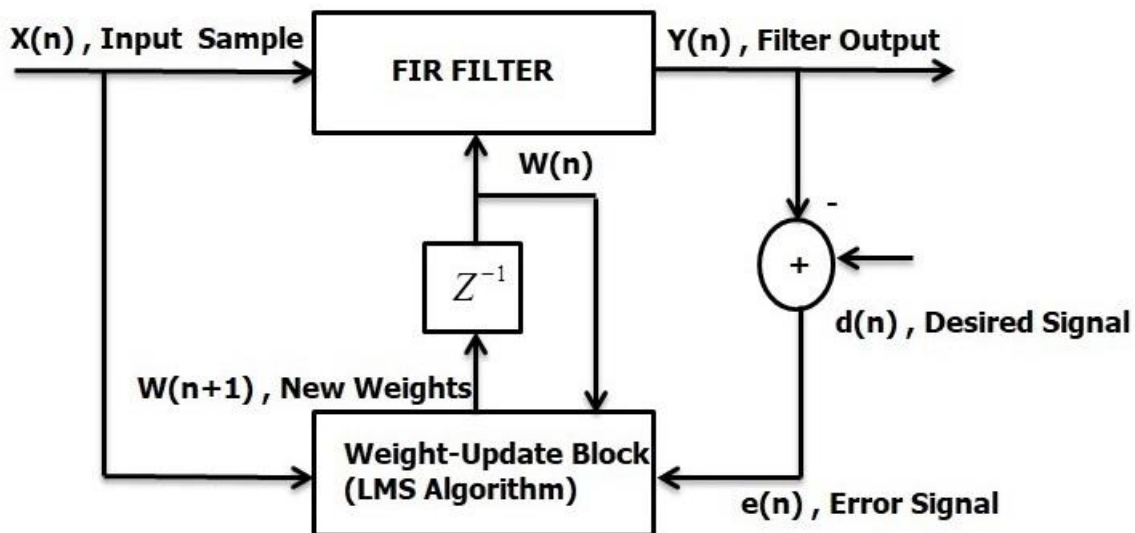 X(n) , Input Sample
FIR FILTER
Y(n) , Filter Output
W(n)
-
+
Z⁻¹
d(n) , Desired Signal
W(n+1) , New Weights
Weight-Update Block
(LMS Algorithm)
e(n) , Error Signal